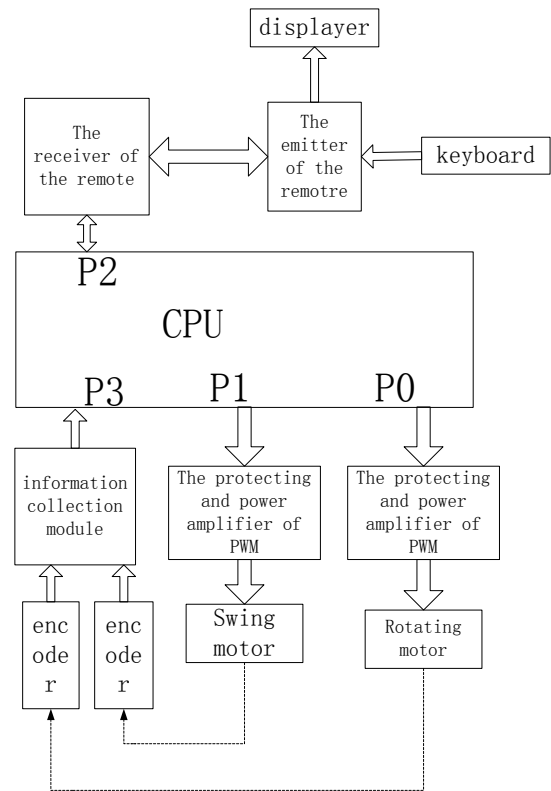 displayer
The
receiver of
the remote
The
emitter
of the
remotre
keyboard
P2
CPU
P3
P1
P0
information
collection
module
The protecting
and power
amplifier of
PWM
The protecting
and power
amplifier of
PWM
enc
ode
r
enc
ode
r
Swing
motor
Rotating
motor